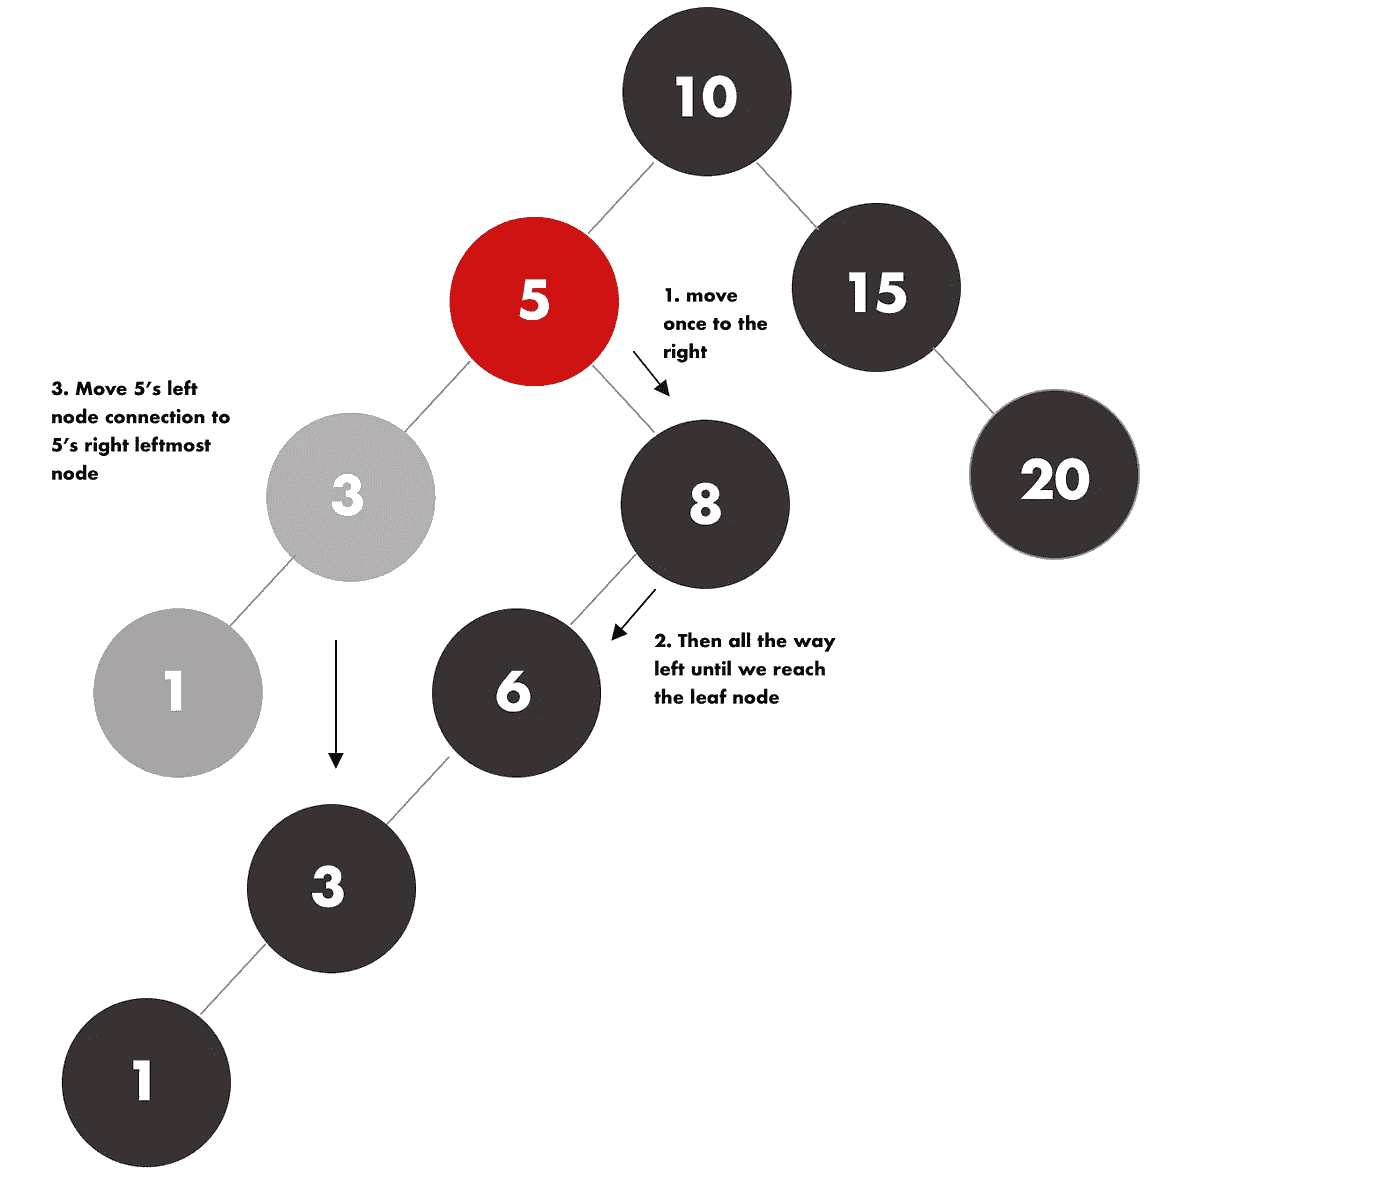 10
5
15
1. move
once to the
right
3. Move 5's left
node connection to
5's right leftmost
node
3
8
20
1
6
2. Then all the way
left until we reach
the leaf node
3
1